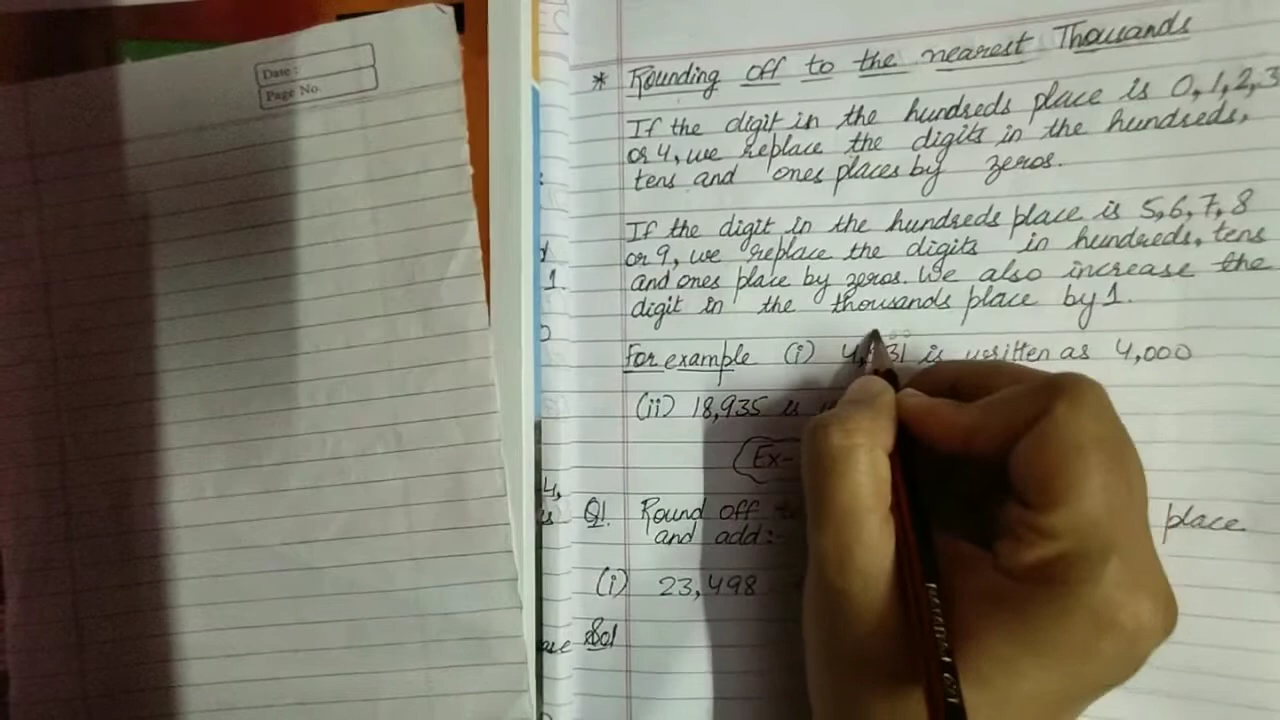 Date :
Page No.
* Rounding off to the nearest Thousands
If the digit in the hundreds place is 0,1,2,3
or 4, we replace the digits in the hundreds,
tens and ones places by zeros.
If the digit in the hundreds place is 5,6,7,8
or 9, we replace the digits in hundreds, tens
and ones place by zeros. We also increase the
digit in the thousands place by 1.
For example (i) is written as 4,000
(ii) 18,935 is
Ex-
Q1. Round off place
and add:-
(i) 23,498
Sol